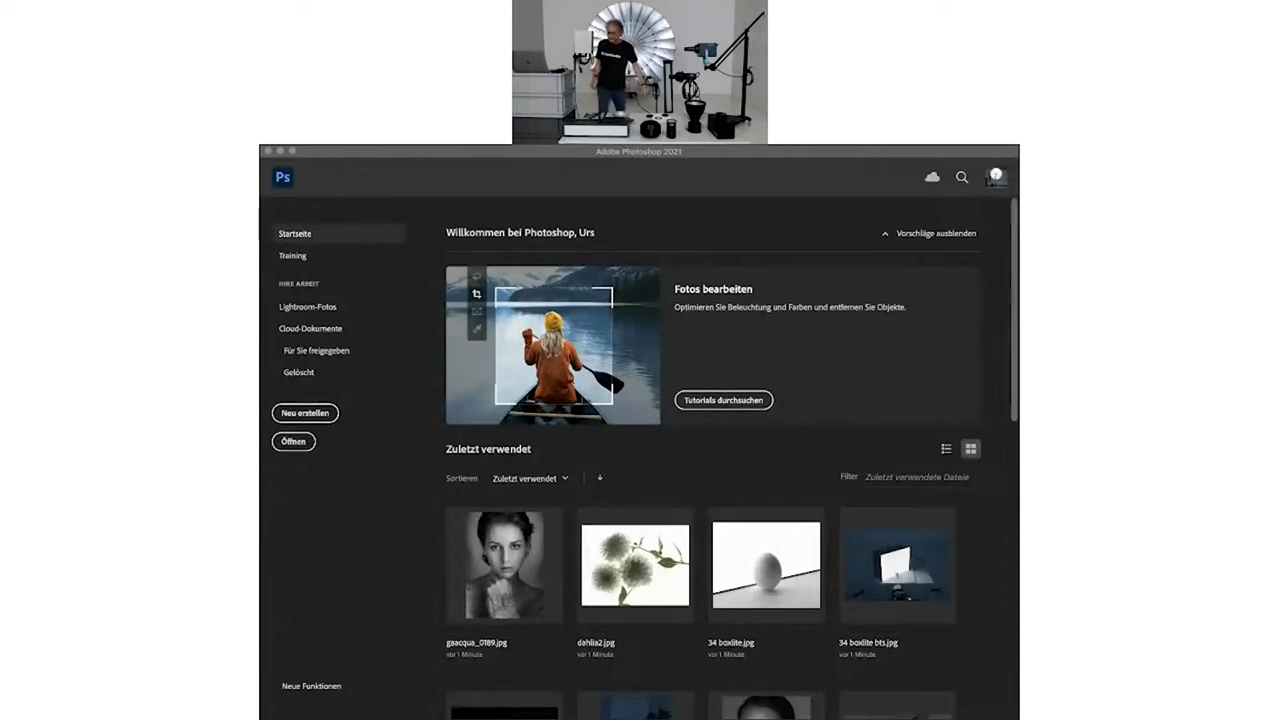 Adobe Photoshop 2021
Ps
Startseite
Training
IHRE ARBEIT
Lightroom-Fotos
Cloud-Dokumente
Für Sie freigegeben
Gelöscht
Neu erstellen
Öffnen
Neue Funktionen
Willkommen bei Photoshop, Urs
Vorschläge ausblenden
Fotos bearbeiten
Optimieren Sie Beleuchtung und Farben und entfernen Sie Objekte.
Tutorials durchsuchen
Zuletzt verwendet
Sortieren Zuletzt verwendet
Filter Zuletzt verwendete Dateie
gaacqua_0189.jpg
vor 1 Minute
dahlia2.jpg
vor 1 Minute
34 boxlite.jpg
vor 1 Minute
34 boxlite bts.jpg
vor 1 Minute